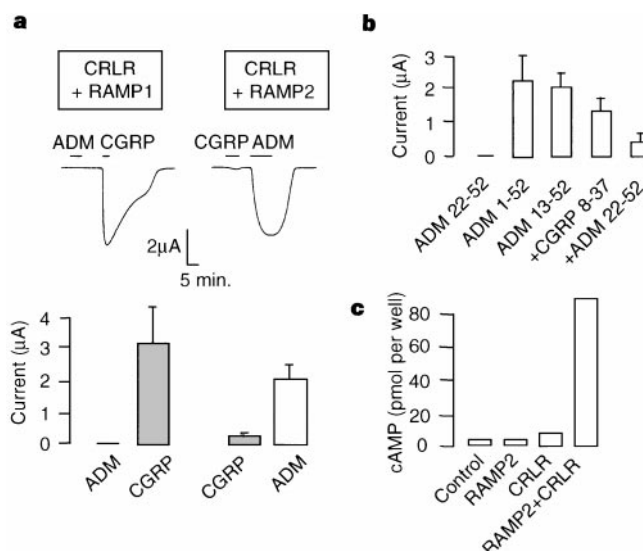 a
CRLR
+ RAMP1
CRLR
+ RAMP2
ADM CGRP
CGRP ADM
2μA
5 min.
Current (μA)
4
3
2
1
0
ADM
CGRP
CGRP
ADM
b
Current (μA)
3
2
1
0
ADM 22-52
ADM 1-52
ADM 13-52
+CGRP 8-37
+ADM 22-52
c
cAMP (pmol per well)
80
60
40
20
0
Control
RAMP2
CRLR
RAMP2+CRLR